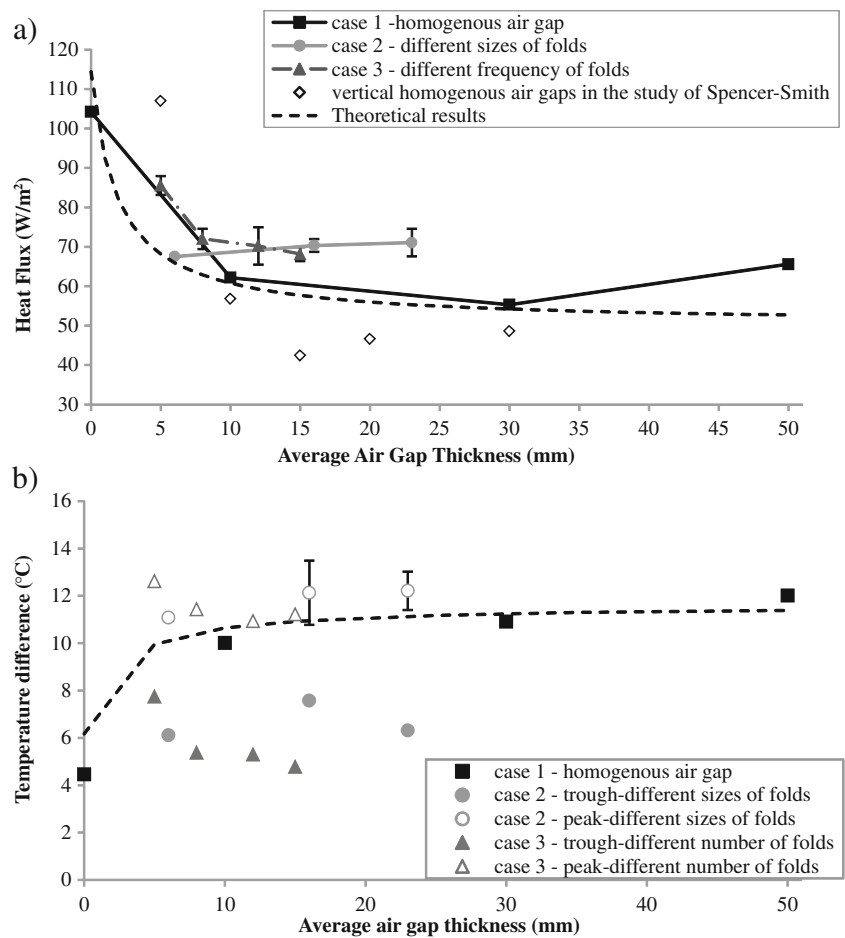 a)
case 1 -homogenous air gap
case 2 - different sizes of folds
case 3 - different frequency of folds
vertical homogenous air gaps in the study of Spencer-Smith
Theoretical results
120
110
100
90
80
70
60
50
40
30
Heat Flux (W/m²)
0 5 10 15 20 25 30 35 40 45 50
Average Air Gap Thickness (mm)
b)
16
14
12
10
8
6
4
2
0
Temperature difference (°C)
case 1 - homogenous air gap
case 2 - trough-different sizes of folds
case 2 - peak-different sizes of folds
case 3 - trough-different number of folds
case 3 - peak-different number of folds
0 10 20 30 40 50
Average air gap thickness (mm)